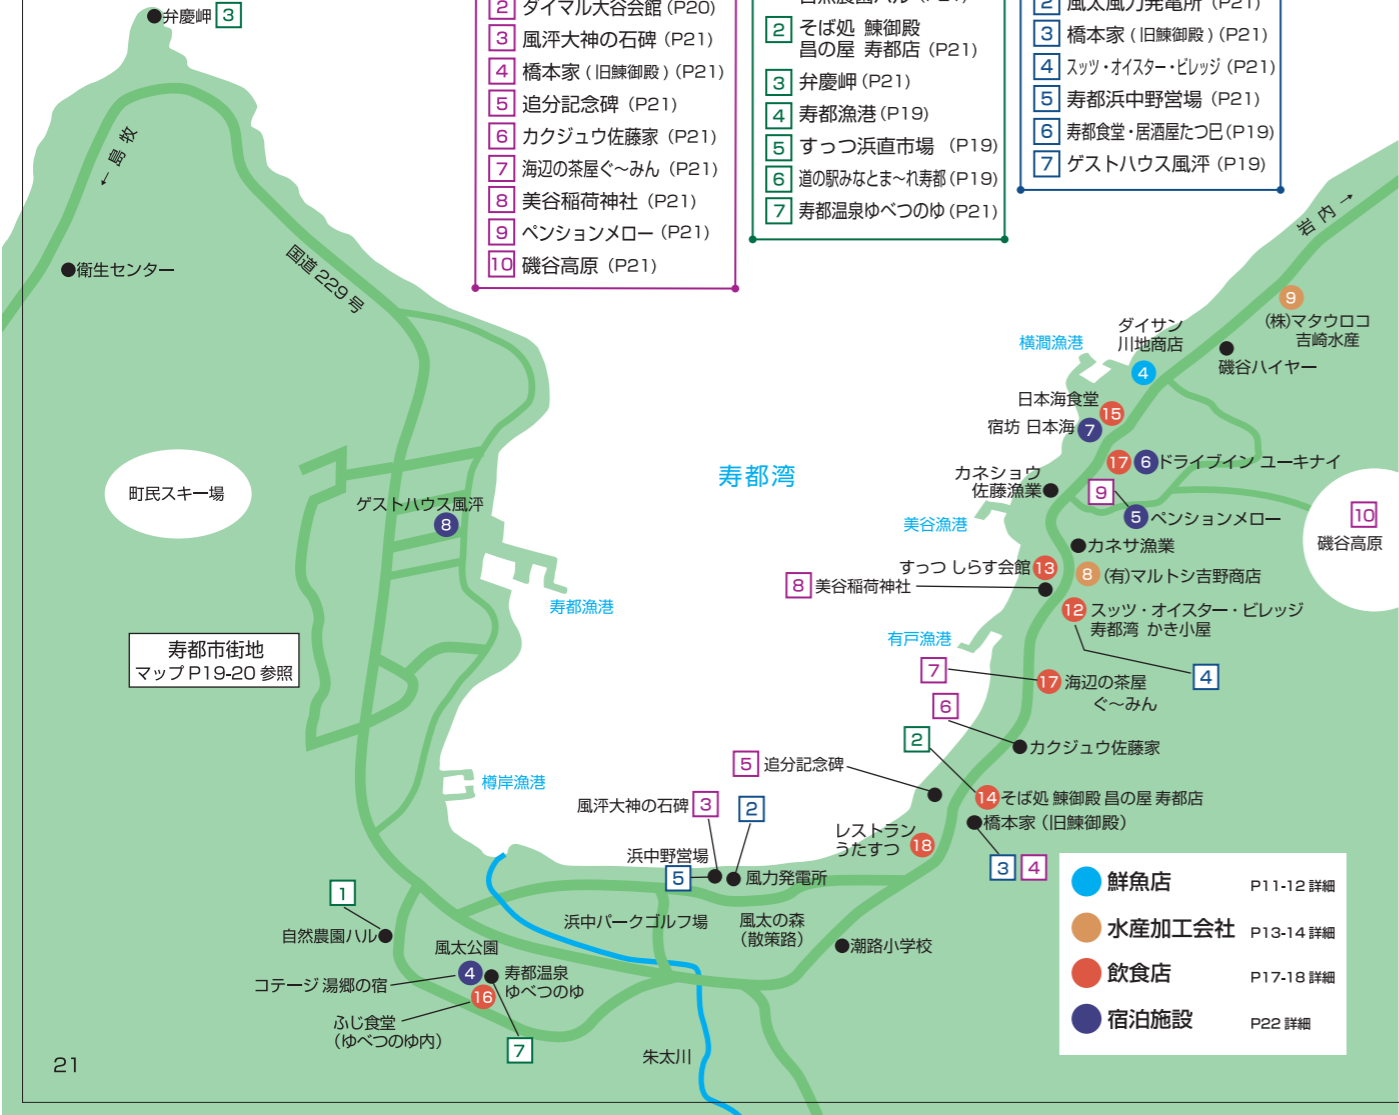 弁慶岬 3
2 ダイマル大谷会館 (P20)
3 風泙大神の石碑 (P21)
4 橋本家 ( 旧鰊御殿 ) (P21)
5 追分記念碑 (P21)
6 カクジュウ佐藤家 (P21)
7 海辺の茶屋ぐ〜みん (P21)
8 美谷稲荷神社 (P21)
9 ペンションメロー (P21)
10 磯谷高原 (P21)
2 そば処 鰊御殿
昌の屋 寿都店 (P21)
3 弁慶岬 (P21)
4 寿都漁港 (P19)
5 すっつ浜直市場 (P19)
6 道の駅みなとま〜れ寿都 (P19)
7 寿都温泉ゆべつのゆ (P21)
2 風太風力発電所 (P21)
3 橋本家 ( 旧鰊御殿 ) (P21)
4 スッツ・オイスター・ビレッジ (P21)
5 寿都浜中野営場 (P21)
6 寿都食堂・居酒屋たつ巳 (P19)
7 ゲストハウス風泙 (P19)
←島牧
衛生センター
国道 229 号
岩内→
9
(株)マタウロコ
吉崎水産
ダイサン
川地商店
4
横澗漁港
磯谷ハイヤー
日本海食堂 15
宿坊 日本海 7
17 6 ドライブイン ユーキナイ
カネショウ
佐藤漁業
9
5 ペンションメロー
10
磯谷高原
寿都湾
町民スキー場
ゲストハウス風泙
8
美谷漁港
カネサ漁業
すっつ しらす会館 13
8 (有)マルトシ吉野商店
8 美谷稲荷神社
寿都漁港
12 スッツ・オイスター・ビレッジ
寿都湾 かき小屋
4
有戸漁港
寿都市街地
マップ P19-20 参照
7
17 海辺の茶屋
ぐ〜みん
6
カクジュウ佐藤家
2
5 追分記念碑
樽岸漁港
14 そば処 鰊御殿 昌の屋 寿都店
風泙大神の石碑 3
2
橋本家 (旧鰊御殿)
3 4
レストラン
うたすつ 18
浜中野営場
5
風力発電所
1
自然農園ハル
浜中パークゴルフ場
風太の森
(散策路)
潮路小学校
風太公園
4
コテージ 湯郷の宿
寿都温泉
ゆべつのゆ
16
ふじ食堂
(ゆべつのゆ内)
7
朱太川
鮮魚店 P11-12 詳細
水産加工会社 P13-14 詳細
飲食店 P17-18 詳細
宿泊施設 P22 詳細
21